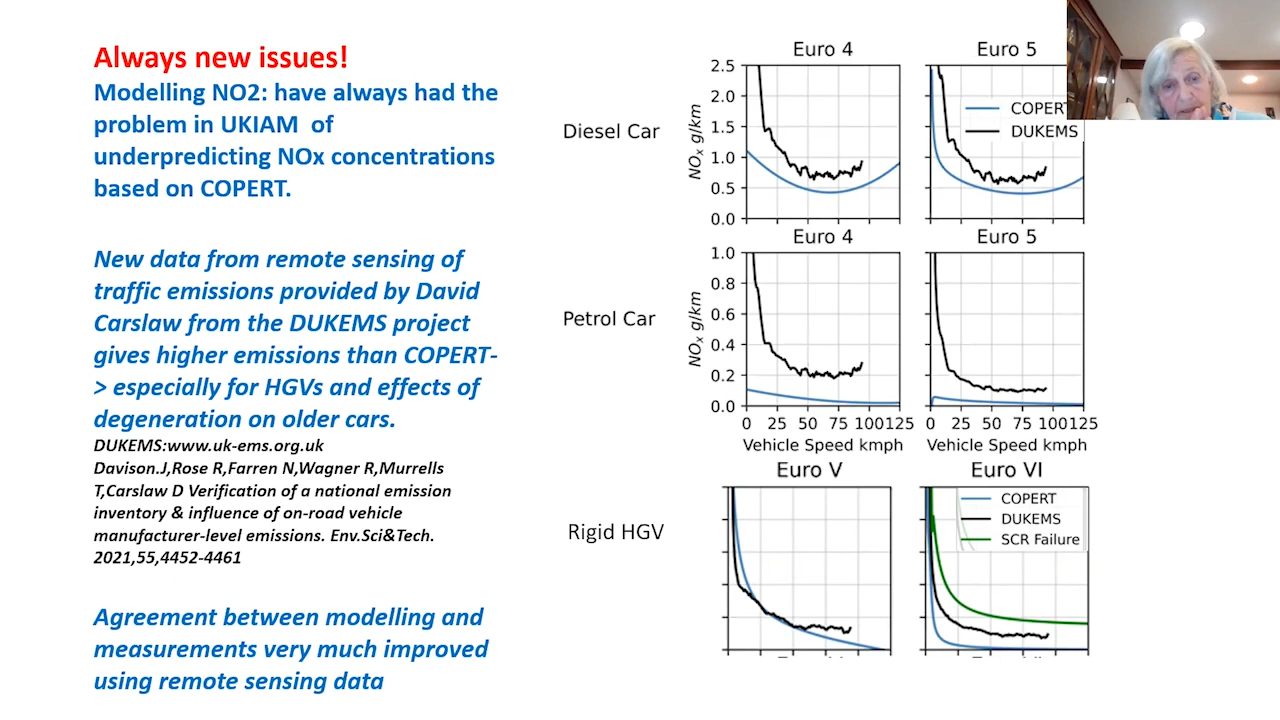 Always new issues!
Modelling NO2: have always had the
problem in UKIAM of
underpredicting NOx concentrations
based on COPERT.
New data from remote sensing of
traffic emissions provided by David
Carslaw from the DUKEMS project
gives higher emissions than COPERT-
> especially for HGVs and effects of
degeneration on older cars.
DUKEMS:www.uk-ems.org.uk
Davison.J,Rose R,Farren N,Wagner R,Murrells
T,Carslaw D Verification of a national emission
inventory & influence of on-road vehicle
manufacturer-level emissions. Env.Sci&Tech.
2021,55,4452-4461
Agreement between modelling and
measurements very much improved
using remote sensing data
Euro 4 Euro 5
Diesel Car
NOx g/km
2.5
2.0
1.5
1.0
0.5
0.0
DUKEMS
Euro 4 Euro 5
Petrol Car
NOx g/km
1.0
0.8
0.6
0.4
0.2
0.0
0 25 50 75 100125 0 25 50 75 100125
Vehicle Speed kmph Vehicle Speed kmph
Euro V Euro VI
Rigid HGV
COPERT
DUKEMS
SCR Failure